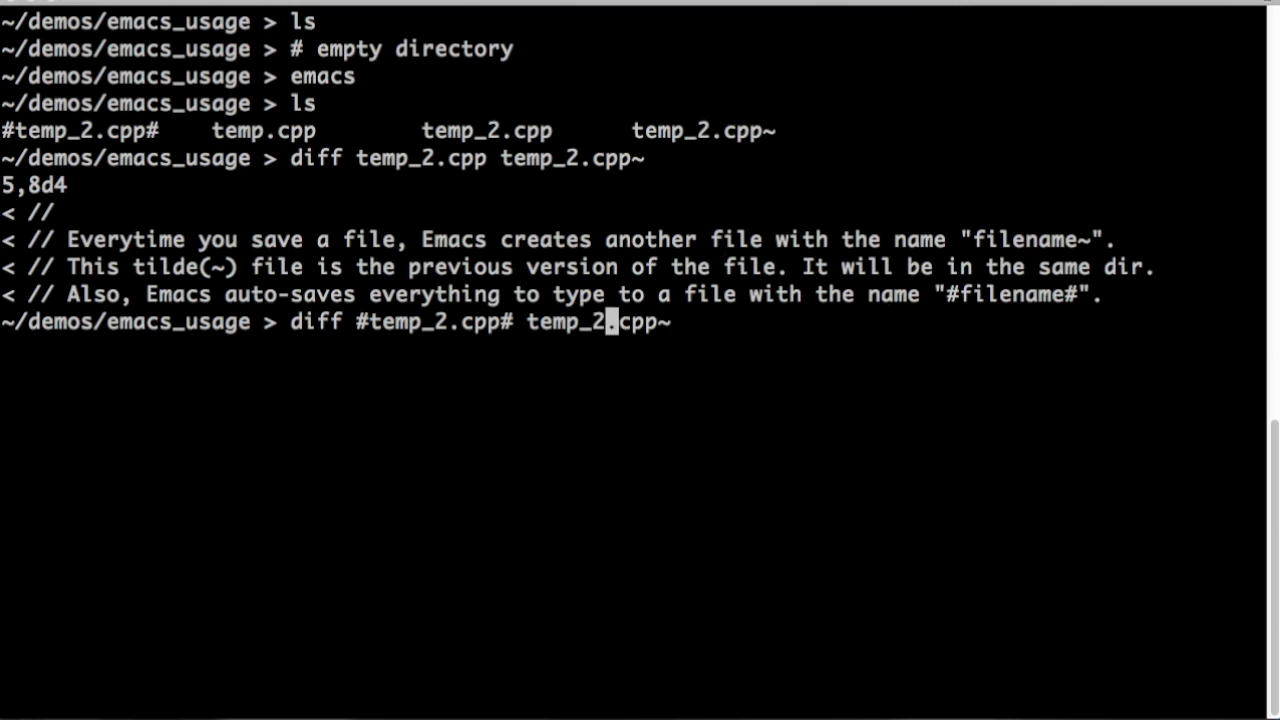 ~/demos/emacs_usage > ls
~/demos/emacs_usage > # empty directory
~/demos/emacs_usage > emacs
~/demos/emacs_usage > ls
#temp_2.cpp#    temp.cpp        temp_2.cpp      temp_2.cpp~
~/demos/emacs_usage > diff temp_2.cpp temp_2.cpp~
5,8d4
< //
< // Everytime you save a file, Emacs creates another file with the name "filename~".
< // This tilde(~) file is the previous version of the file. It will be in the same dir.
< // Also, Emacs auto-saves everything to type to a file with the name "#filename#".
~/demos/emacs_usage > diff #temp_2.cpp# temp_2.cpp~